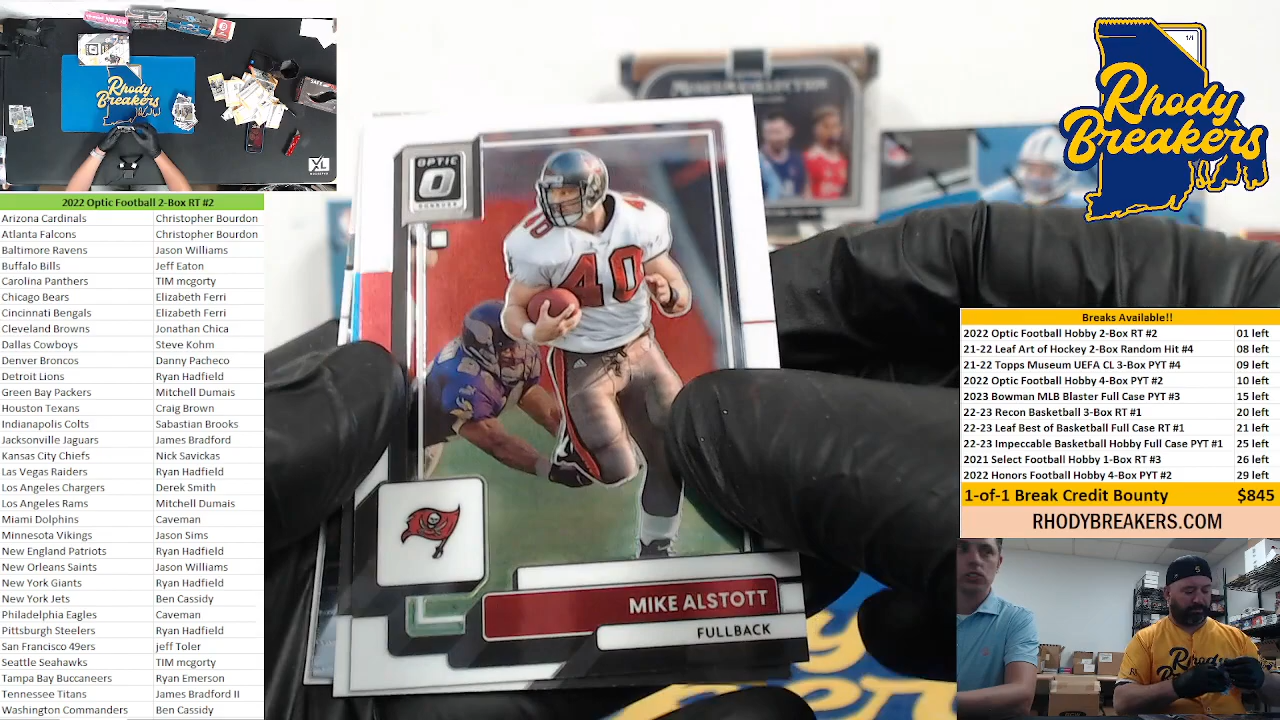 Rhody
Breakers
XL
2022 Optic Football 2-Box RT #2
Arizona Cardinals Christopher Bourdon
Atlanta Falcons Christopher Bourdon
Baltimore Ravens Jason Williams
Buffalo Bills Jeff Eaton
Carolina Panthers TIM mcgorty
Chicago Bears Elizabeth Ferri
Cincinnati Bengals Elizabeth Ferri
Cleveland Browns Jonathan Chica
Dallas Cowboys Steve Kohm
Denver Broncos Danny Pacheco
Detroit Lions Ryan Hadfield
Green Bay Packers Mitchell Dumais
Houston Texans Craig Brown
Indianapolis Colts Sabastian Brooks
Jacksonville Jaguars James Bradford
Kansas City Chiefs Nick Savickas
Las Vegas Raiders Ryan Hadfield
Los Angeles Chargers Derek Smith
Los Angeles Rams Mitchell Dumais
Miami Dolphins Caveman
Minnesota Vikings Jason Sims
New England Patriots Ryan Hadfield
New Orleans Saints Jason Williams
New York Giants Ryan Hadfield
New York Jets Ben Cassidy
Philadelphia Eagles Caveman
Pittsburgh Steelers Ryan Hadfield
San Francisco 49ers jeff Toler
Seattle Seahawks TIM mcgorty
Tampa Bay Buccaneers Ryan Emerson
Tennessee Titans James Bradford II
Washington Commanders Ben Cassidy
MUSEUM COLLECTION
OPTIC
DONRUSS
40
40
MIKE ALSTOTT
FULLBACK
1/1
Rhody
Breakers
Breaks Available!!
2022 Optic Football Hobby 2-Box RT #2 01 left
21-22 Leaf Art of Hockey 2-Box Random Hit #4 08 left
21-22 Topps Museum UEFA CL 3-Box PYT #4 09 left
2022 Optic Football Hobby 4-Box PYT #2 10 left
2023 Bowman MLB Blaster Full Case PYT #3 15 left
22-23 Recon Basketball 3-Box RT #1 20 left
22-23 Leaf Best of Basketball Full Case RT #1 21 left
22-23 Impeccable Basketball Hobby Full Case PYT #1 25 left
2021 Select Football Hobby 1-Box RT #3 26 left
2022 Honors Football Hobby 4-Box PYT #2 29 left
1-of-1 Break Credit Bounty $845
RHODYBREAKERS.COM
Rhody